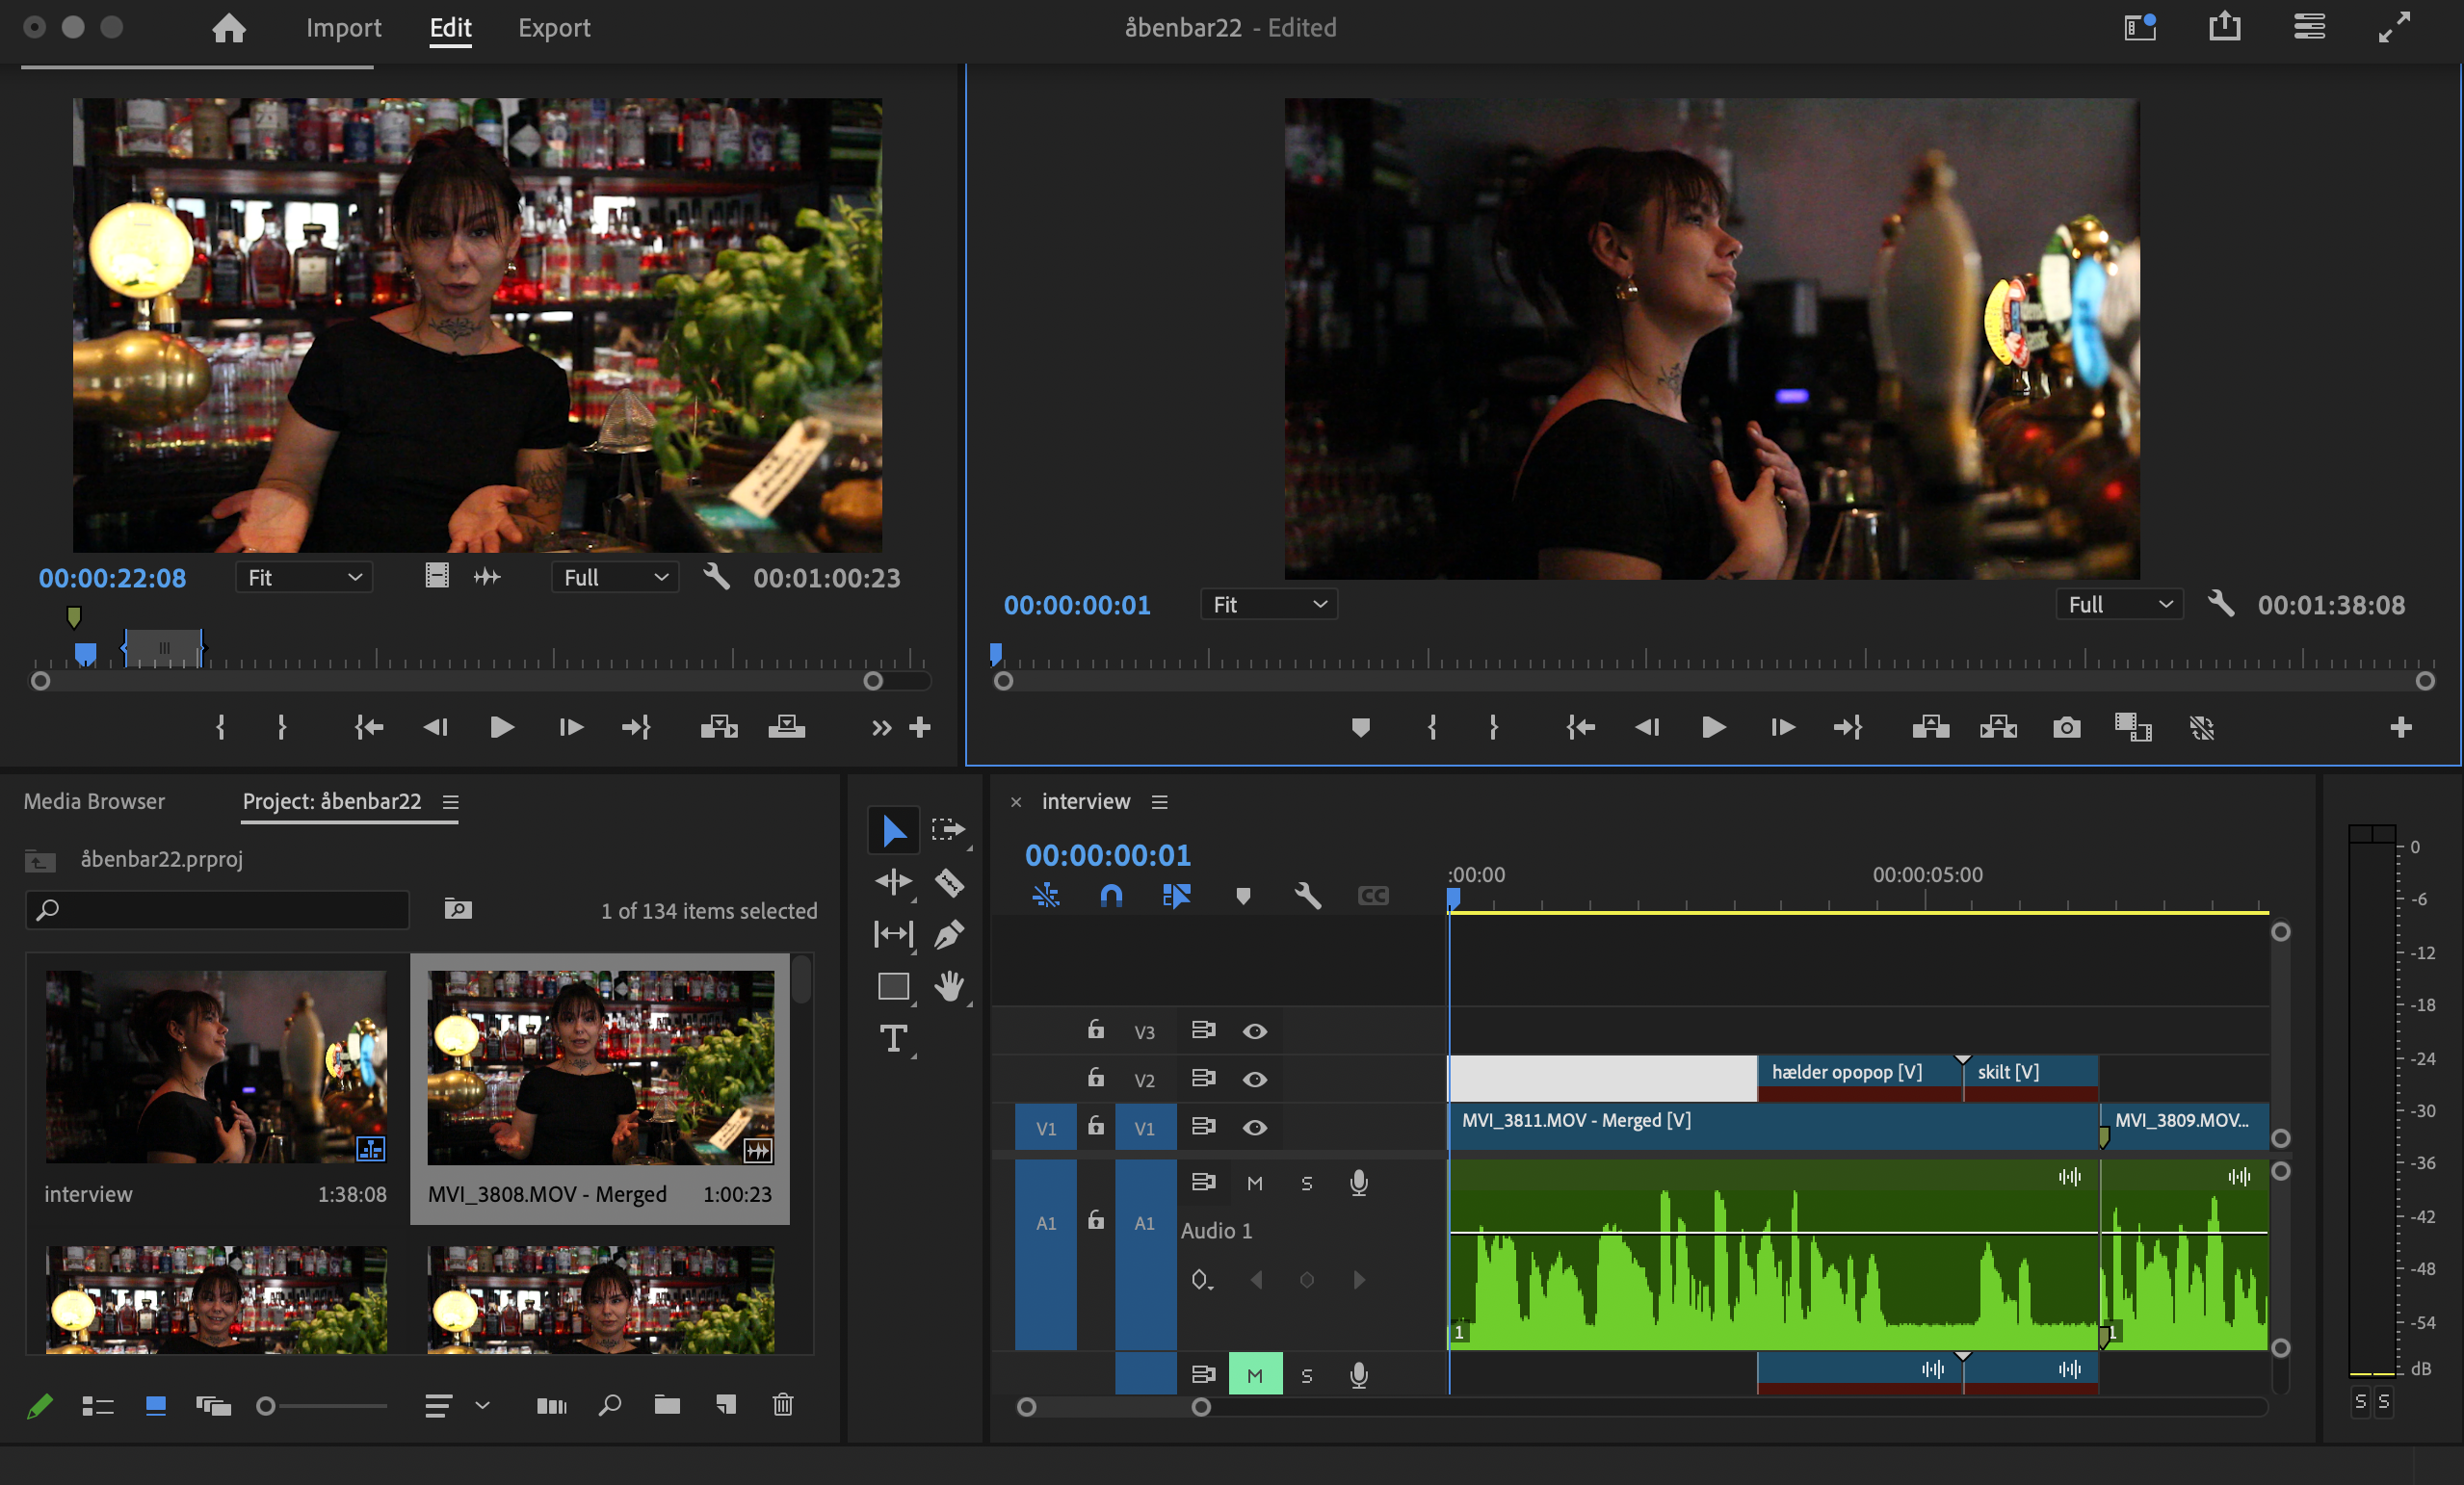 Import Edit Export
åbenbar22 - Edited
00:00:22:08 Fit Full 00:01:00:23
00:00:00:01 Fit Full 00:01:38:08
Media Browser Project: åbenbar22
åbenbar22.prproj
1 of 134 items selected
interview 1:38:08
MVI_3808.MOV - Merged 1:00:23
interview
00:00:00:01
:00:00 00:00:05:00
CC
V3
V2 hælder opopop [V] skilt [V]
V1 V1 MVI_3811.MOV - Merged [V] MVI_3809.MOV...
M S
A1 A1 Audio 1
1 1
M S
0
-6
-12
-18
-24
-30
-36
-42
-48
-54
dB
S S